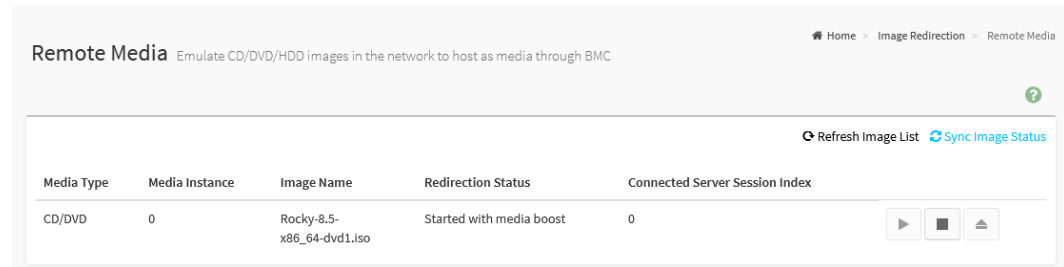 Home > Image Redirection > Remote Media
Remote Media Emulate CD/DVD/HDD images in the network to host as media through BMC
?
Refresh Image List Sync Image Status
Media Type Media Instance Image Name Redirection Status Connected Server Session Index
CD/DVD 0 Rocky-8.5- Started with media boost 0
x86_64-dvd1.iso